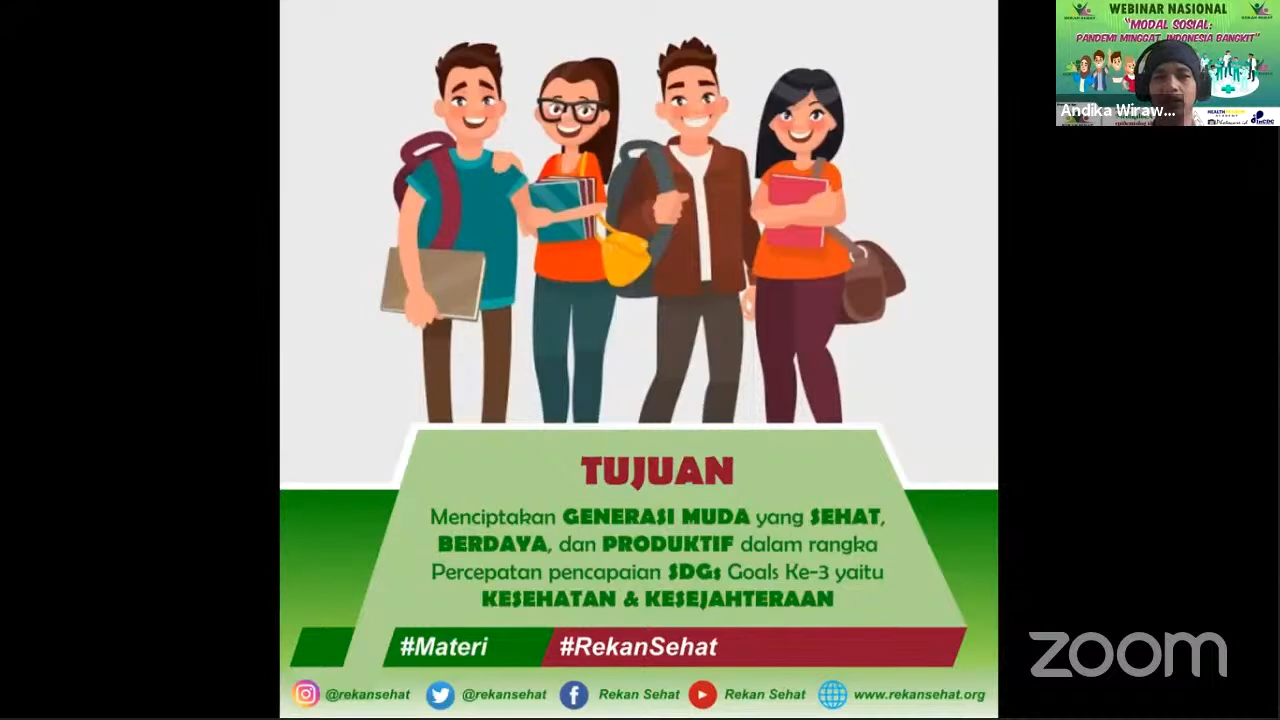 TUJUAN
Menciptakan GENERASI MUDA yang SEHAT,
BERDAYA, dan PRODUKTIF dalam rangka
Percepatan pencapaian SDGs Goals Ke-3 yaitu
KESEHATAN & KESEJAHTERAAN
#Materi #RekanSehat
@rekansehat @rekansehat Rekan Sehat Rekan Sehat www.rekansehat.org
WEBINAR NASIONAL
"MODAL SOSIAL:
PANDEMI MINGGAT, INDONESIA BANGKIT"
Andika Wiraw...
zoom